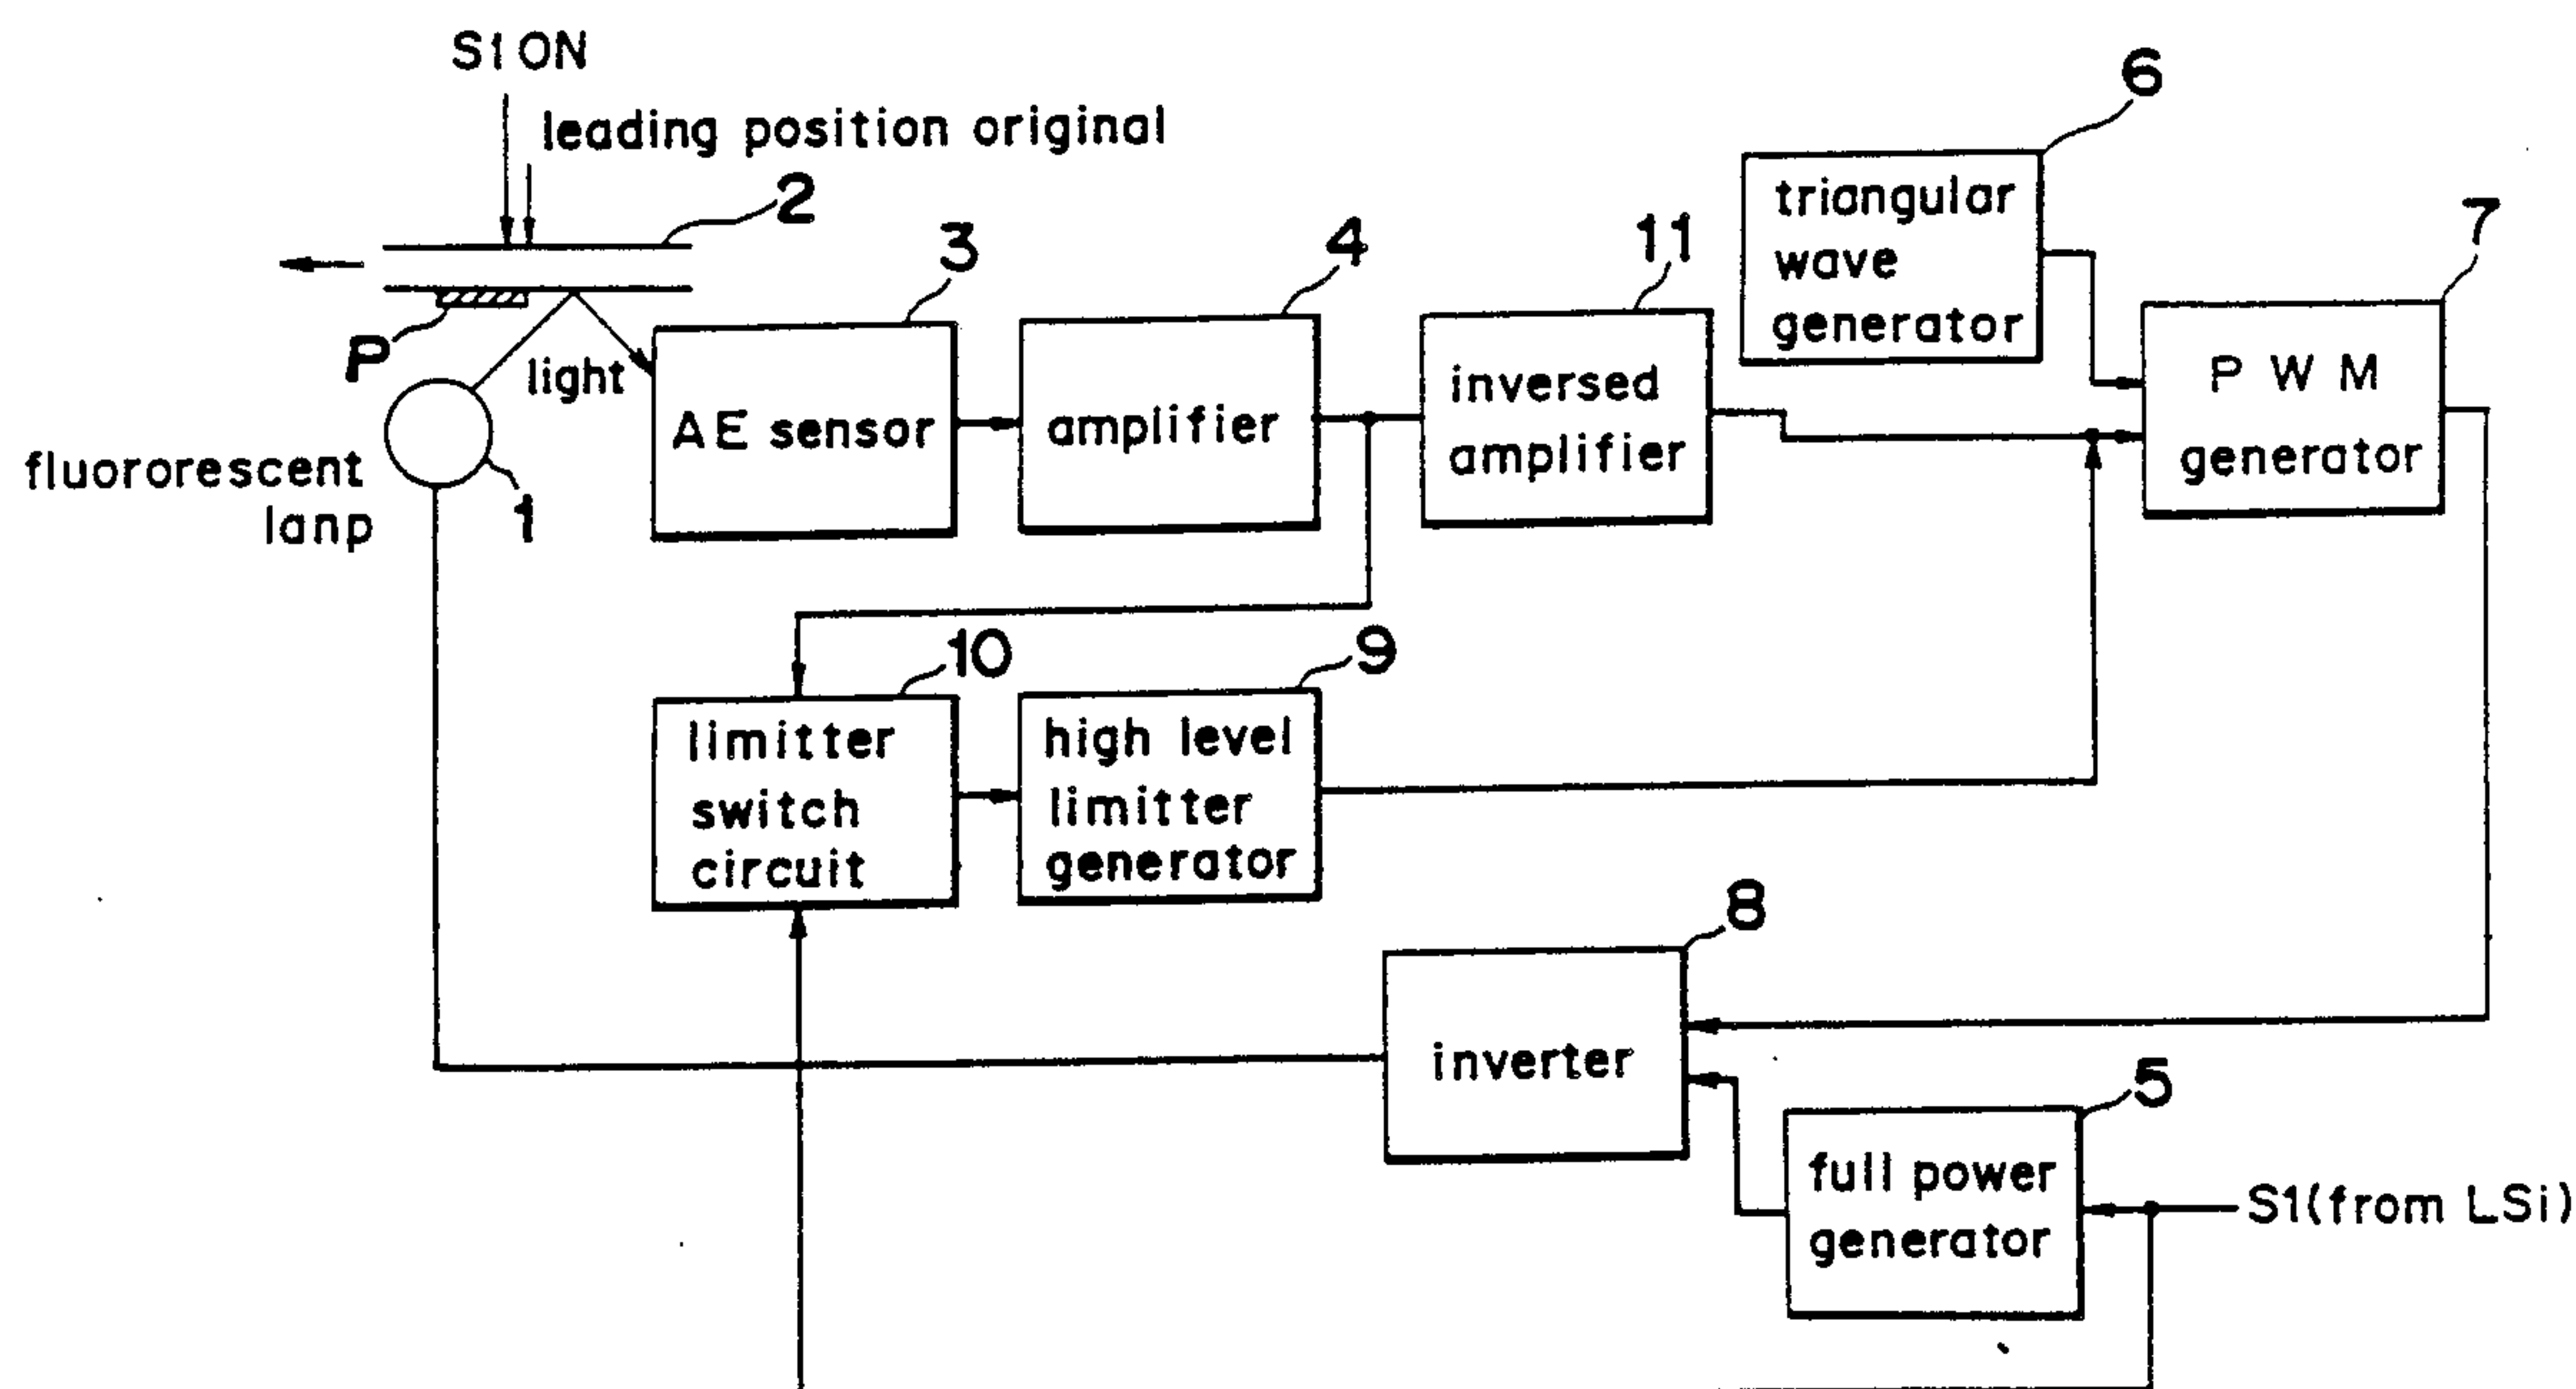 S1 ON
leading position original
2
P
light
fluororescent
lanp
1
3
AE sensor
4
amplifier
11
inversed
amplifier
6
triangular
wave
generator
7
PWM
generator
10
limitter
switch
circuit
9
high level
limitter
generator
8
inverter
5
full power
generator
S1(from LSi)